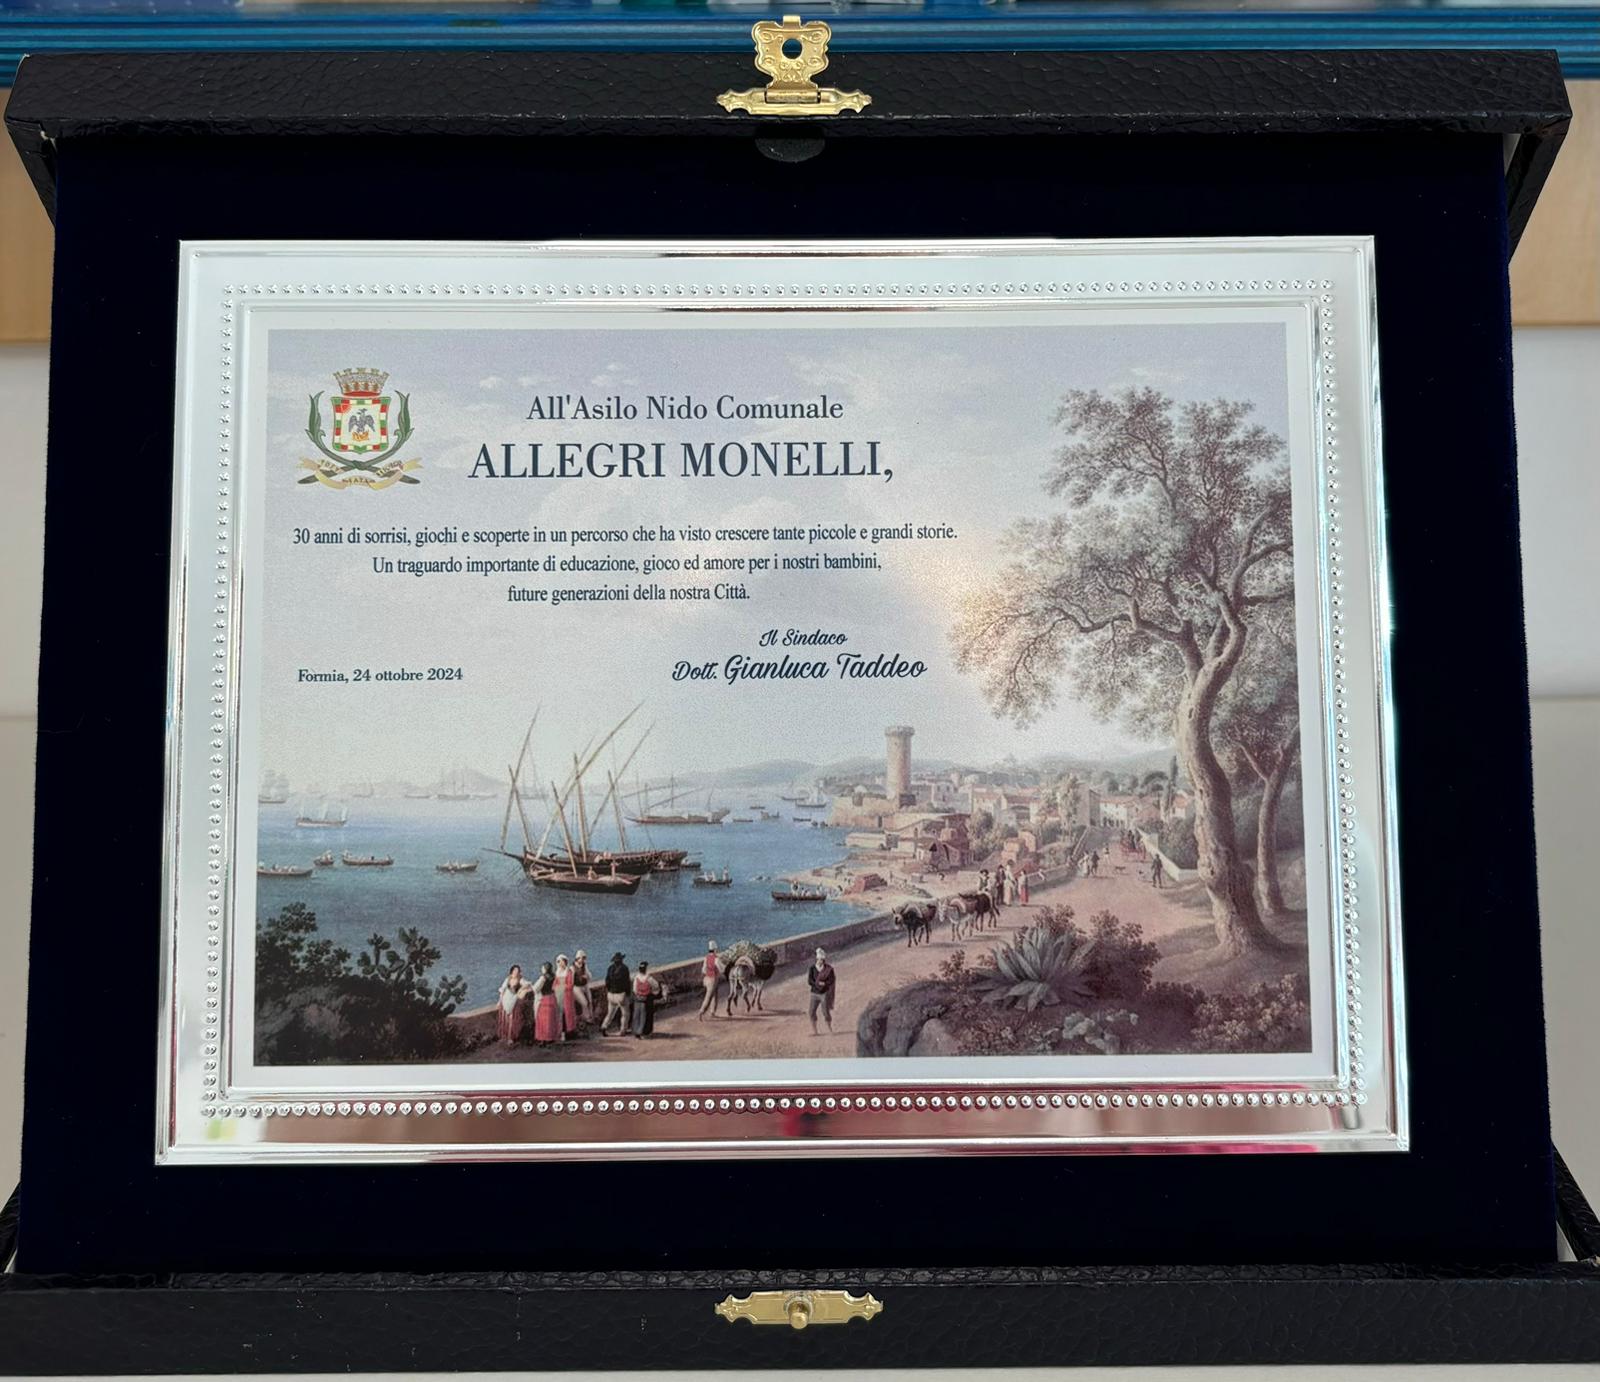 All'Asilo Nido Comunale
ALLEGRI MONELLI,
30 anni di sorrisi, giochi e scoperte in un percorso che ha visto crescere tante piccole e grandi storie.
Un traguardo importante di educazione, gioco ed amore per i nostri bambini,
future generazioni della nostra Città.
Il Sindaco
Dott. Gianluca Taddeo
Formia, 24 ottobre 2024